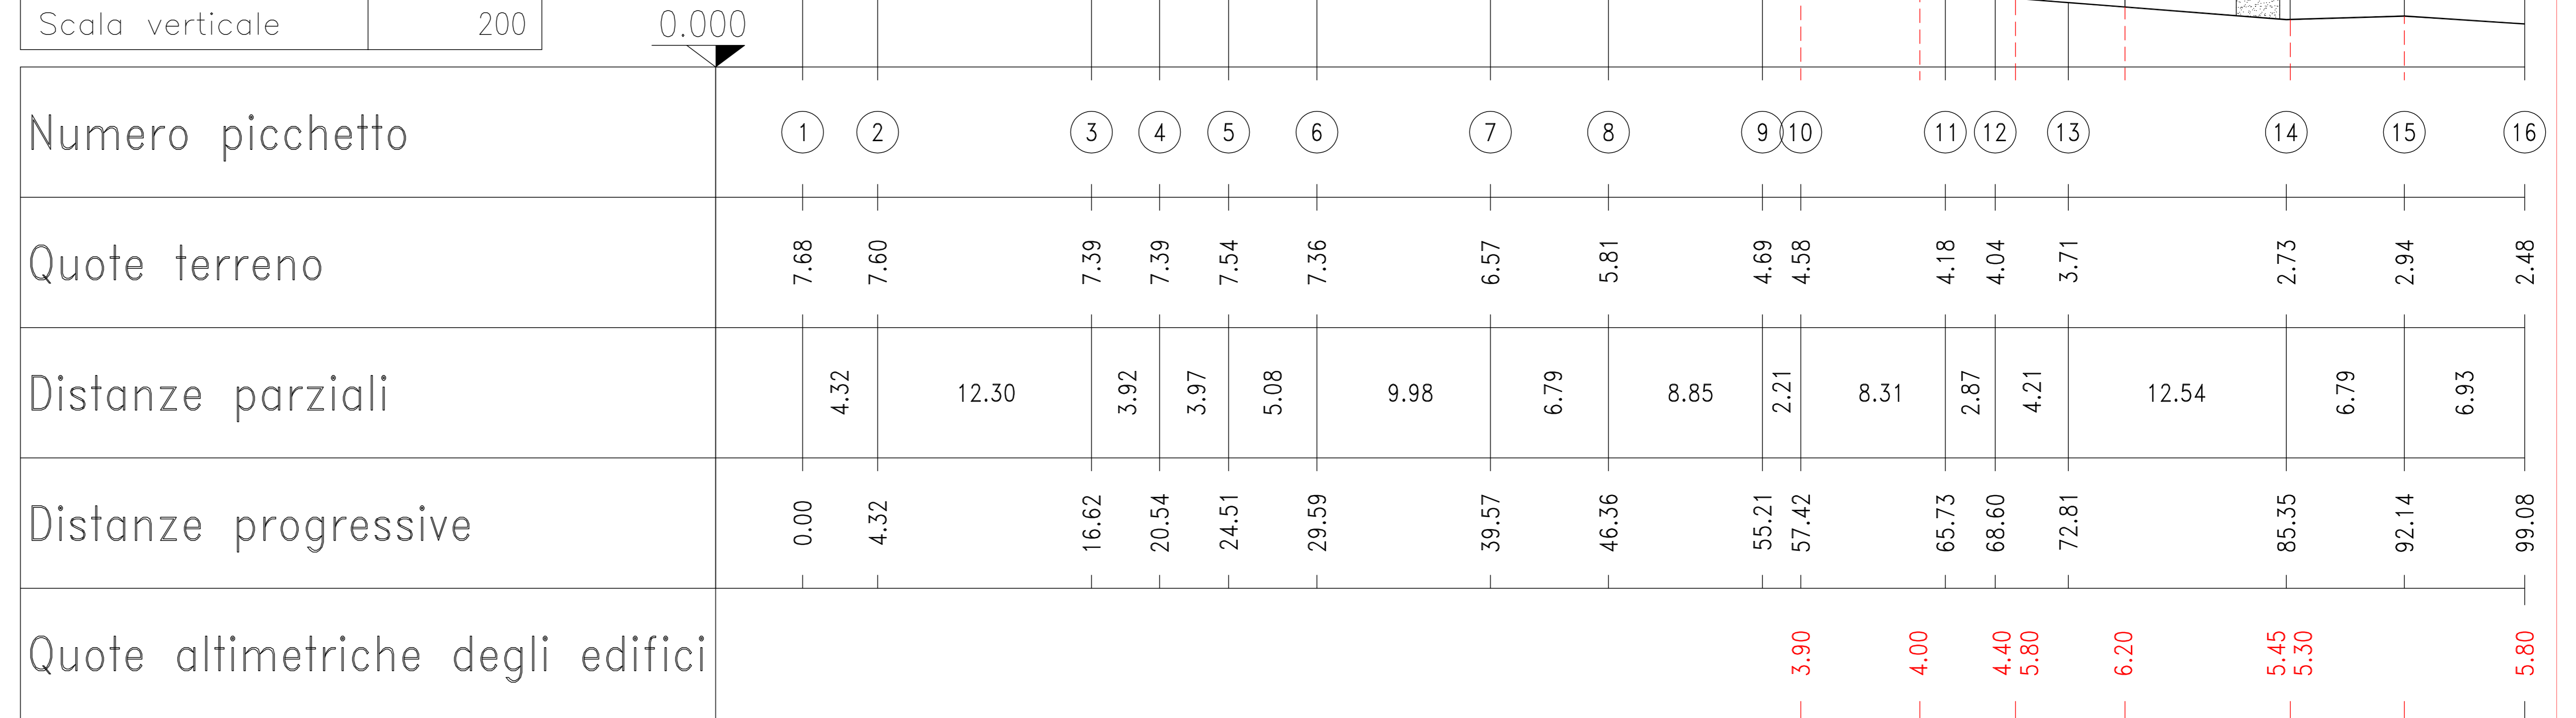 Scala verticale 200 0.000
Numero picchetto 1 2 3 4 5 6 7 8 9 10 11 12 13 14 15 16
Quote terreno 7.68 7.60 7.39 7.39 7.54 7.36 6.57 5.81 4.69 4.58 4.18 4.04 3.71 2.73 2.94 2.48
Distanze parziali 4.32 12.30 3.92 3.97 5.08 9.98 6.79 8.85 2.21 8.31 2.87 4.21 12.54 6.79 6.93
Distanze progressive 0.00 4.32 16.62 20.54 24.51 29.59 39.57 46.36 55.21 57.42 65.73 68.60 72.81 85.35 92.14 99.08
Quote altimetriche degli edifici 3.90 4.00 4.40 5.80 6.20 5.45 5.30 5.80